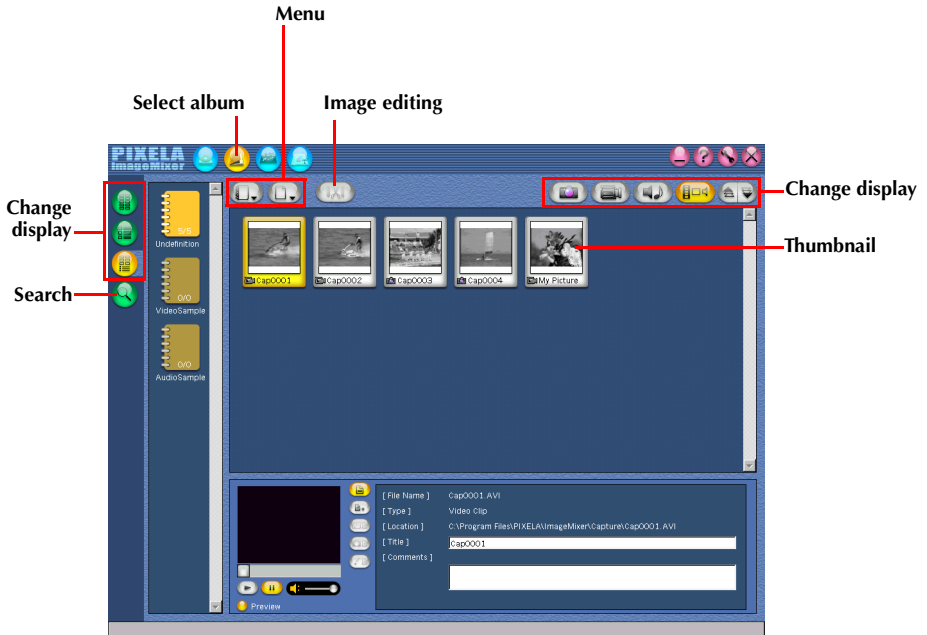 Menu
Select album
Image editing
PIXELA
ImageMixer
Change display
Change
display
Search
Thumbnail
5/5
Undefinition
0/0
VideoSample
0/0
AudioSample
Cap0001
Cap0002
Cap0003
Cap0004
My Picture
[ File Name ] Cap0001.AVI
[ Type ] Video Clip
[ Location ] C:\Program Files\PIXELA\ImageMixer\Capture\Cap0001.AVI
[ Title ] Cap0001
[ Comments ]
Preview